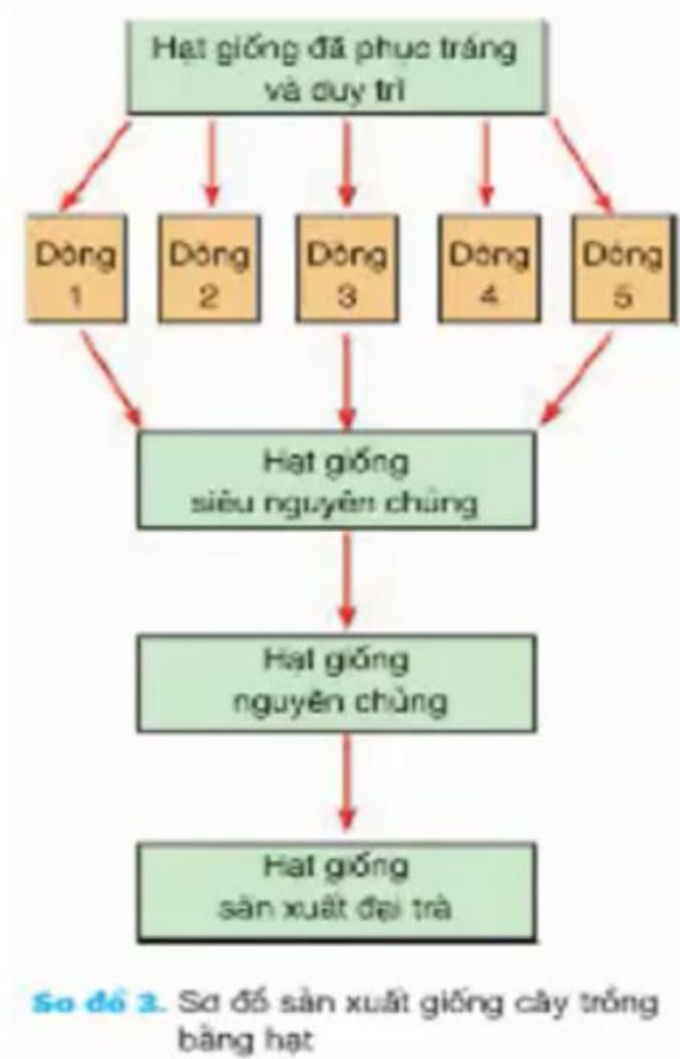 Hạt giống đã phục tráng
và duy trì
Dòng
1
Dòng
2
Dòng
3
Dòng
4
Dòng
5
Hạt giống
siêu nguyên chủng
Hạt giống
nguyên chủng
Hạt giống
sản xuất đại trà
Sơ đồ 3. Sơ đồ sản xuất giống cây trồng
bằng hạt